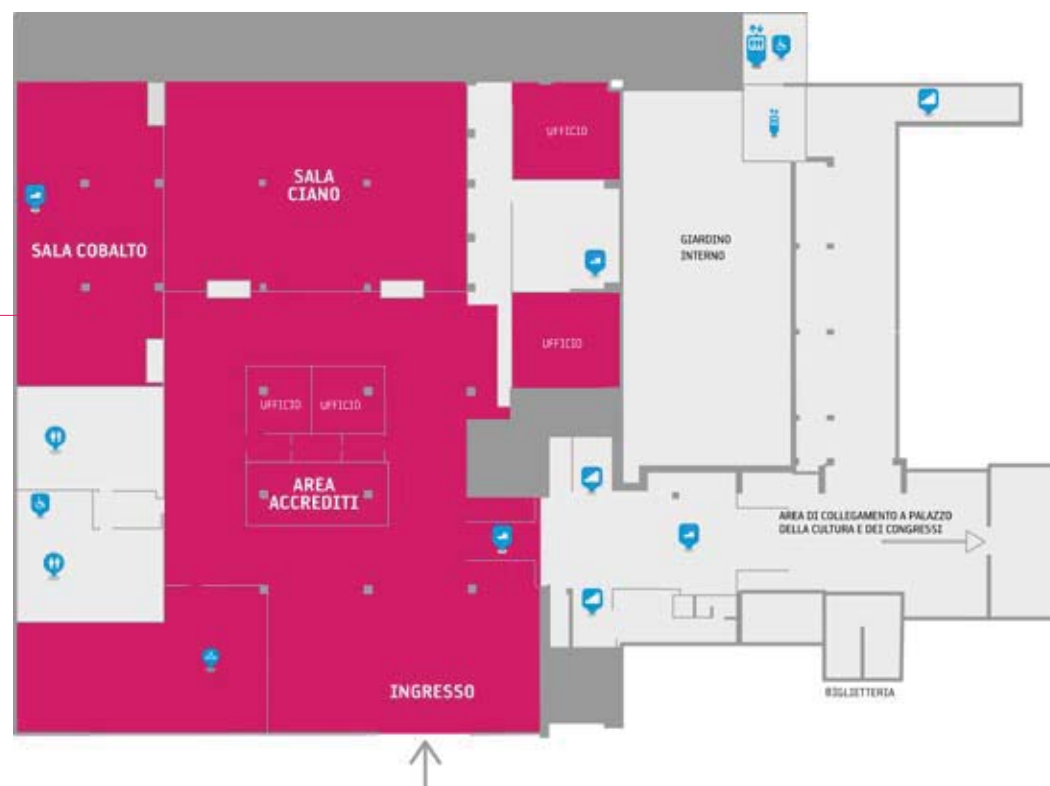 UFFICIO
SALA
CIANO
SALA COBALTO
GIARDINO
INTERNO
UFFICIO
UFFICIO UFFICIO
AREA
ACCREDITI
AREA DI COLLEGAMENTO A PALAZZO
DELLA CULTURA E DEI CONGRESSI
INGRESSO
BIGLIETTERIA